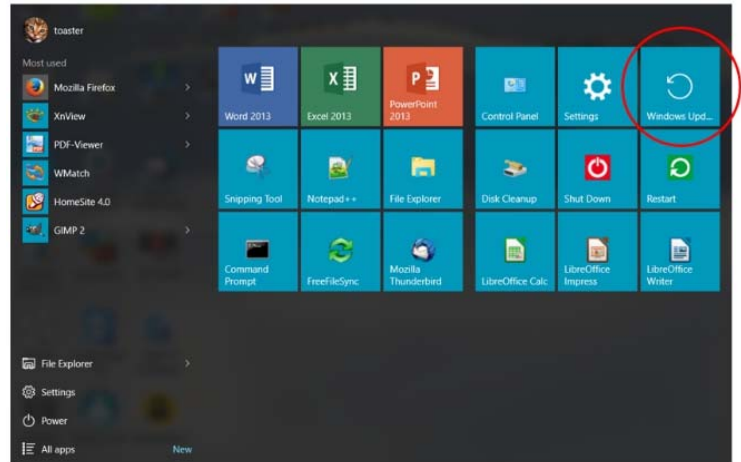 toaster
Most used
Mozilla Firefox
XnView
PDF-Viewer
WMatch
HomeSite 4.0
GIMP 2
File Explorer
Settings
Power
All apps New
Word 2013
Excel 2013
PowerPoint
2013
Control Panel
Settings
Windows Upd...
Snipping Tool
Notepad++
File Explorer
Disk Cleanup
Shut Down
Restart
Command
Prompt
FreeFileSync
Mozilla
Thunderbird
LibreOffice Calc
LibreOffice
Impress
LibreOffice
Writer